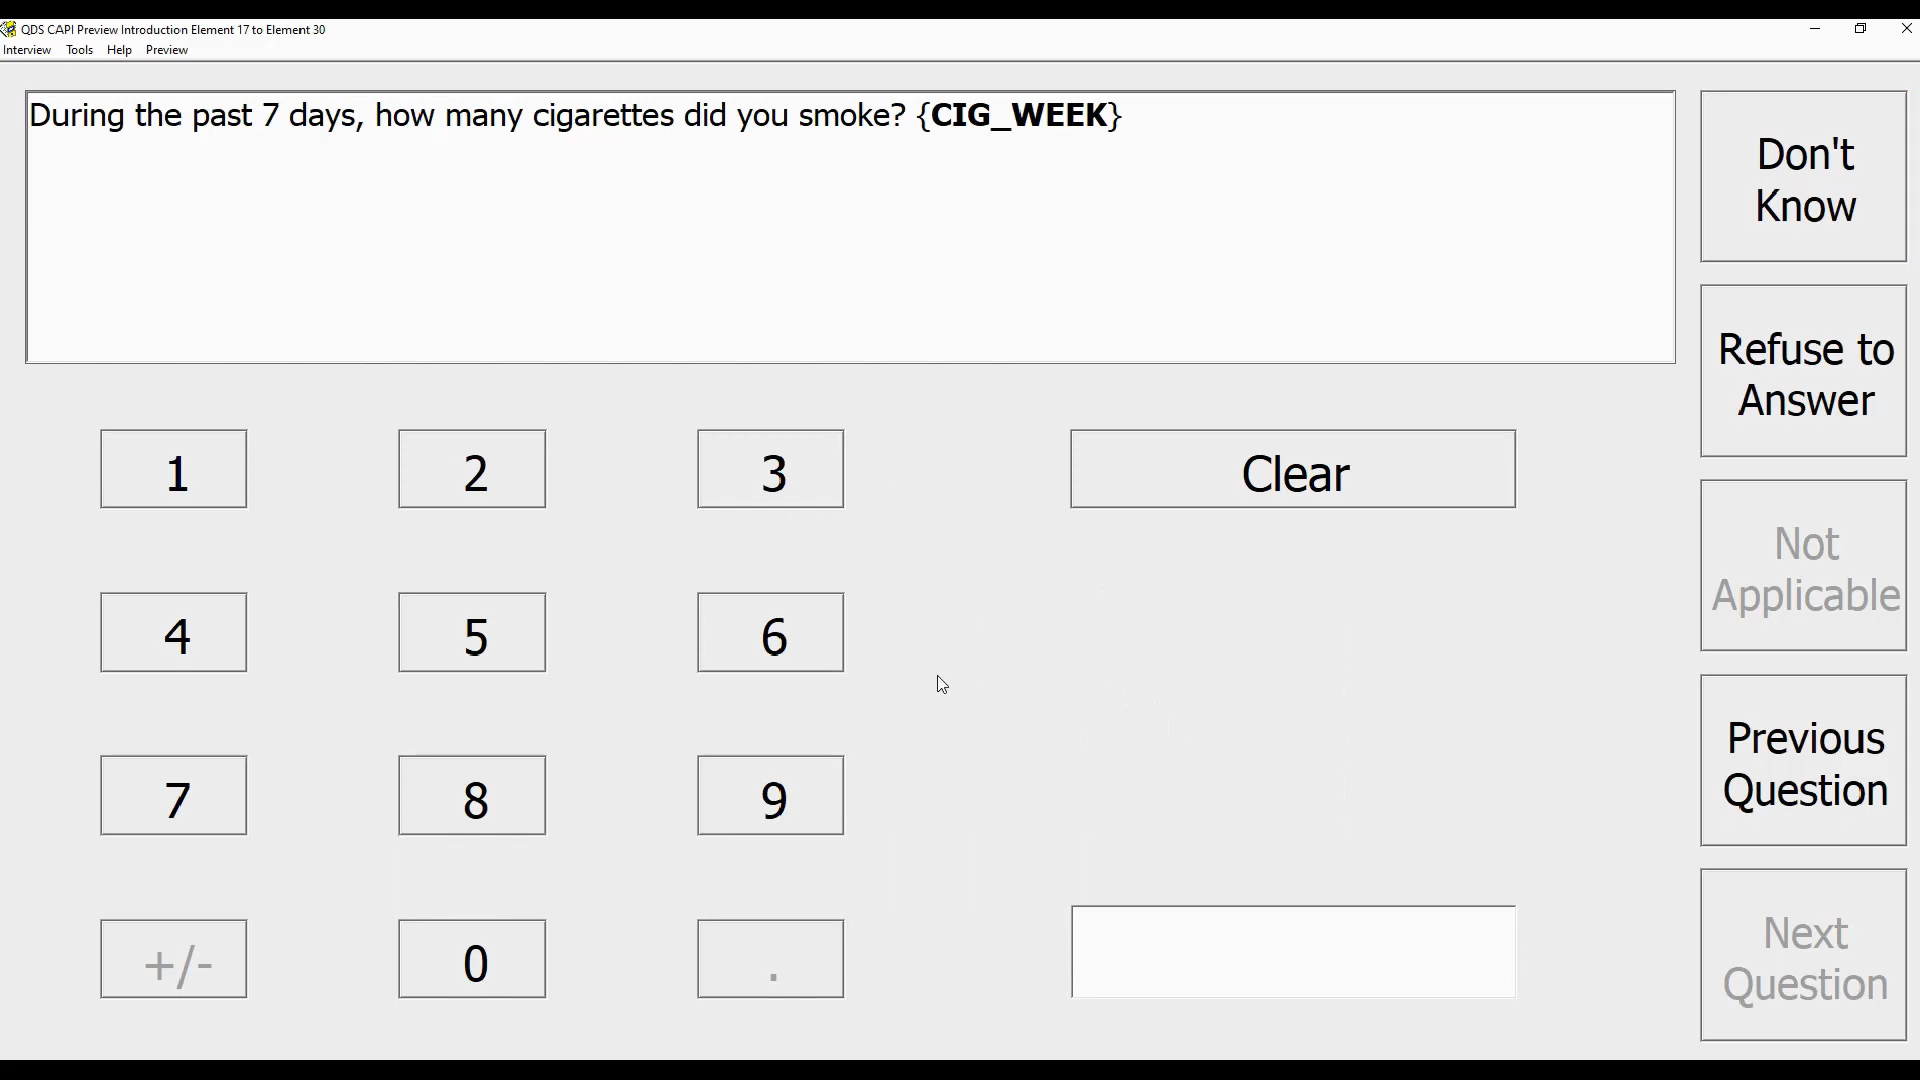 QDS CAPI Preview Introduction Element 17 to Element 30
Interview Tools Help Preview
During the past 7 days, how many cigarettes did you smoke? {CIG_WEEK}
Don't
Know
Refuse to
Answer
1 2 3 Clear
Not
Applicable
4 5 6
Previous
Question
7 8 9
+/- 0 .
Next
Question